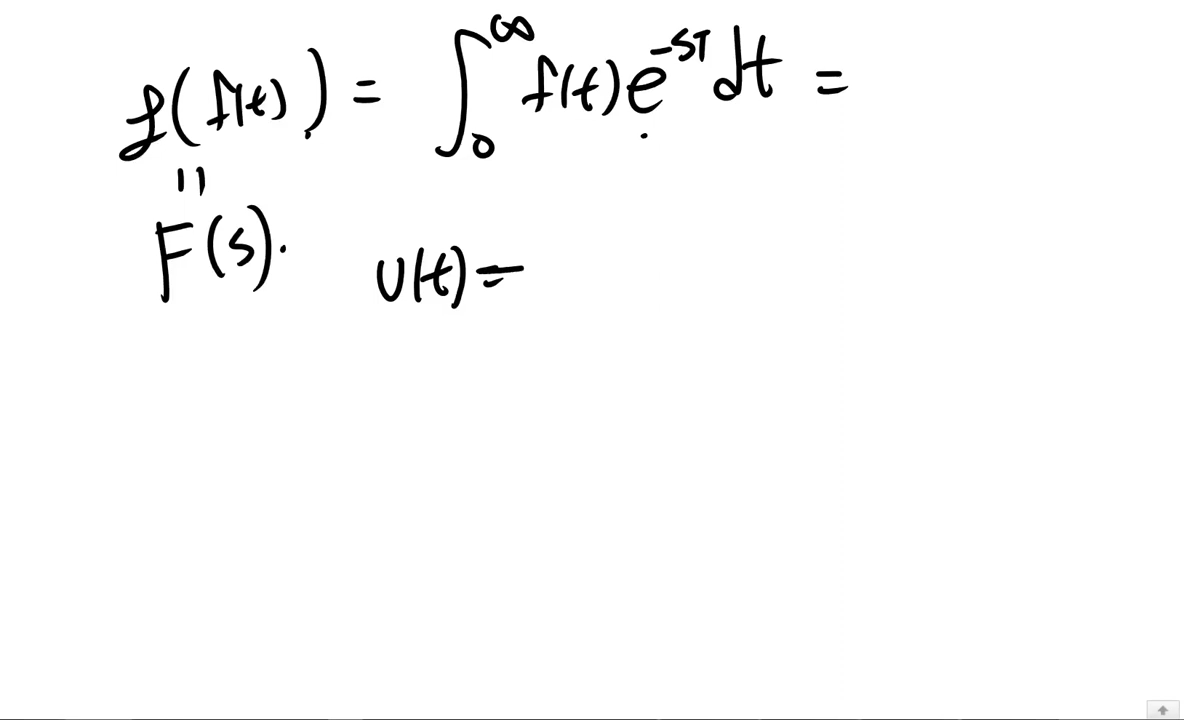 ℒ(f(t)) = ∫₀^∞ f(t) e^{-ST} dt =
=
F(s).
u(t) =